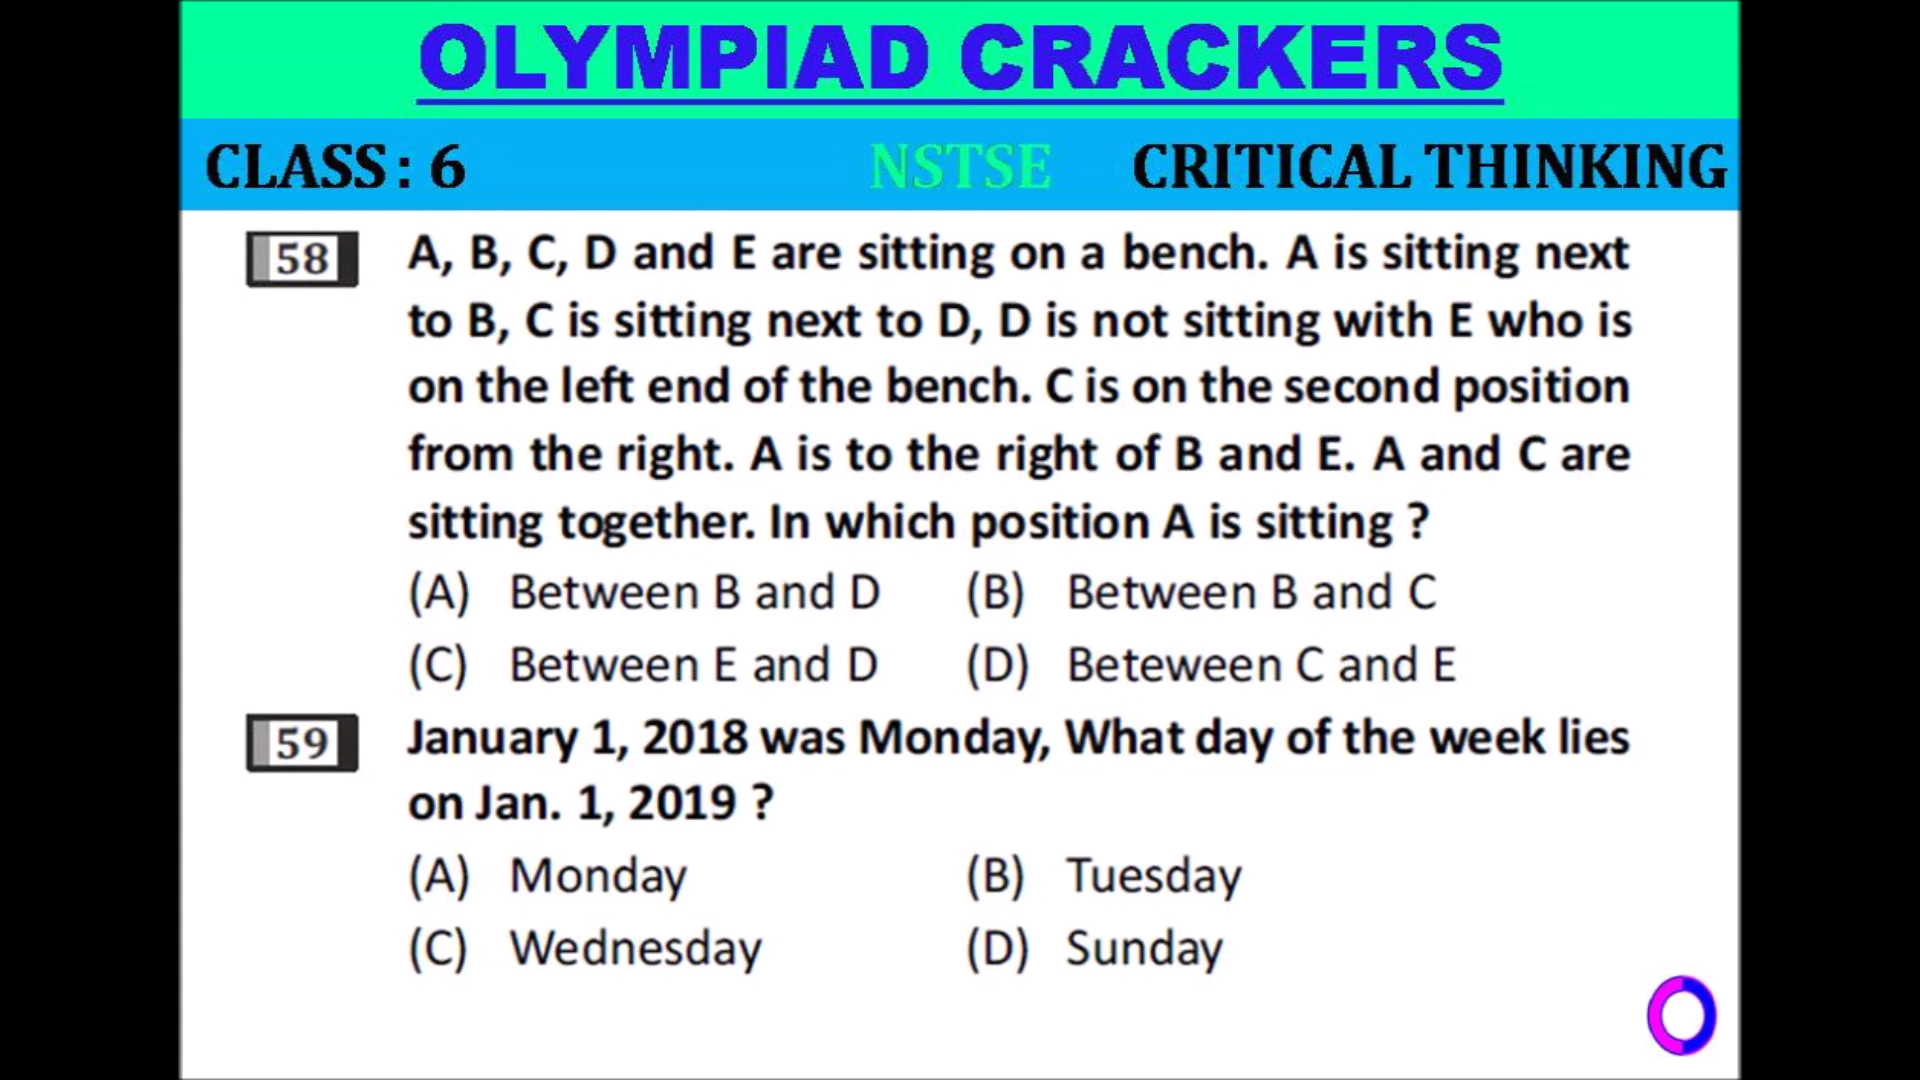 OLYMPIAD CRACKERS
CLASS : 6 NSTSE CRITICAL THINKING
58 A, B, C, D and E are sitting on a bench. A is sitting next
to B, C is sitting next to D, D is not sitting with E who is
on the left end of the bench. C is on the second position
from the right. A is to the right of B and E. A and C are
sitting together. In which position A is sitting ?
(A) Between B and D (B) Between B and C
(C) Between E and D (D) Beteween C and E
59 January 1, 2018 was Monday, What day of the week lies
on Jan. 1, 2019 ?
(A) Monday (B) Tuesday
(C) Wednesday (D) Sunday